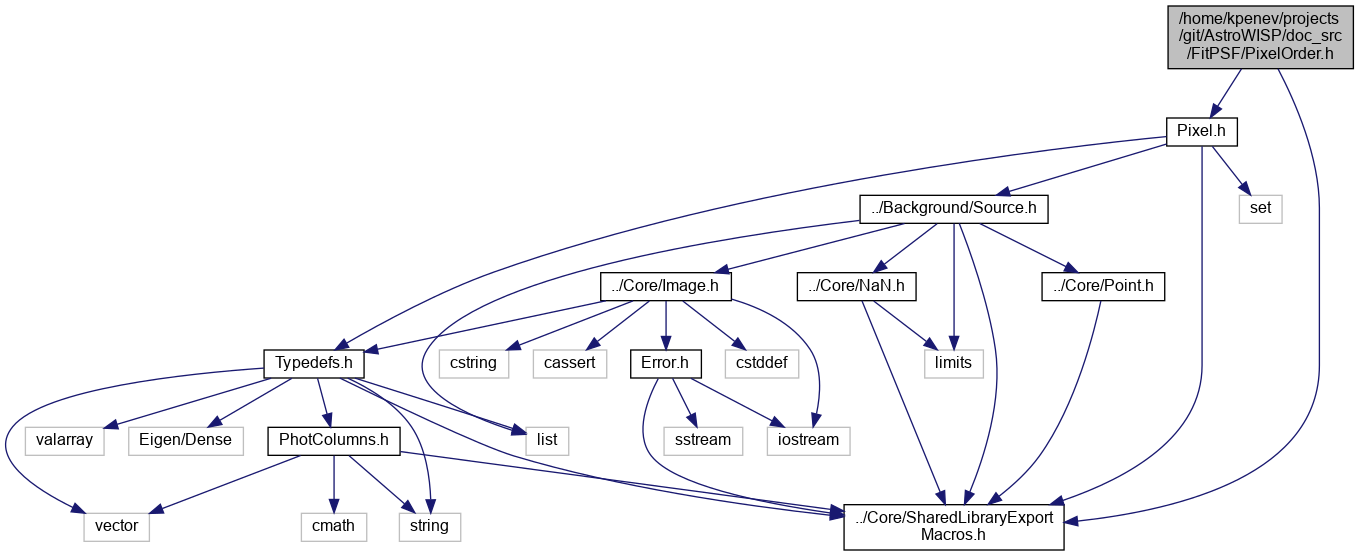 /home/kpenev/projects
/git/AstroWISP/doc_src
/FitPSF/PixelOrder.h
Pixel.h
../Background/Source.h
set
../Core/Image.h
../Core/NaN.h
../Core/Point.h
Typedefs.h
cstring
cassert
Error.h
cstddef
limits
valarray
Eigen/Dense
PhotColumns.h
list
sstream
iostream
vector
cmath
string
../Core/SharedLibraryExport
Macros.h